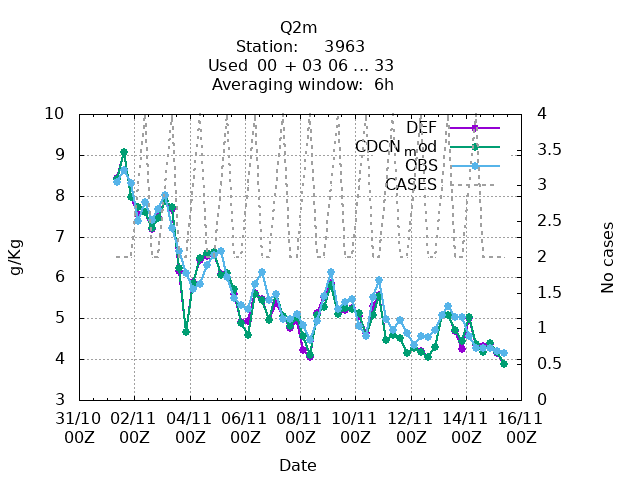 Q2m
Station: 3963
Used 00 + 03 06 ... 33
Averaging window: 6h
10
9
8
7
6
5
4
3
g/Kg
4
3.5
3
2.5
2
1.5
1
0.5
0
No cases
DEF
CDCN_mod
OBS
CASES
31/10 02/11 04/11 06/11 08/11 10/11 12/11 14/11 16/11
00Z 00Z 00Z 00Z 00Z 00Z 00Z 00Z 00Z
Date